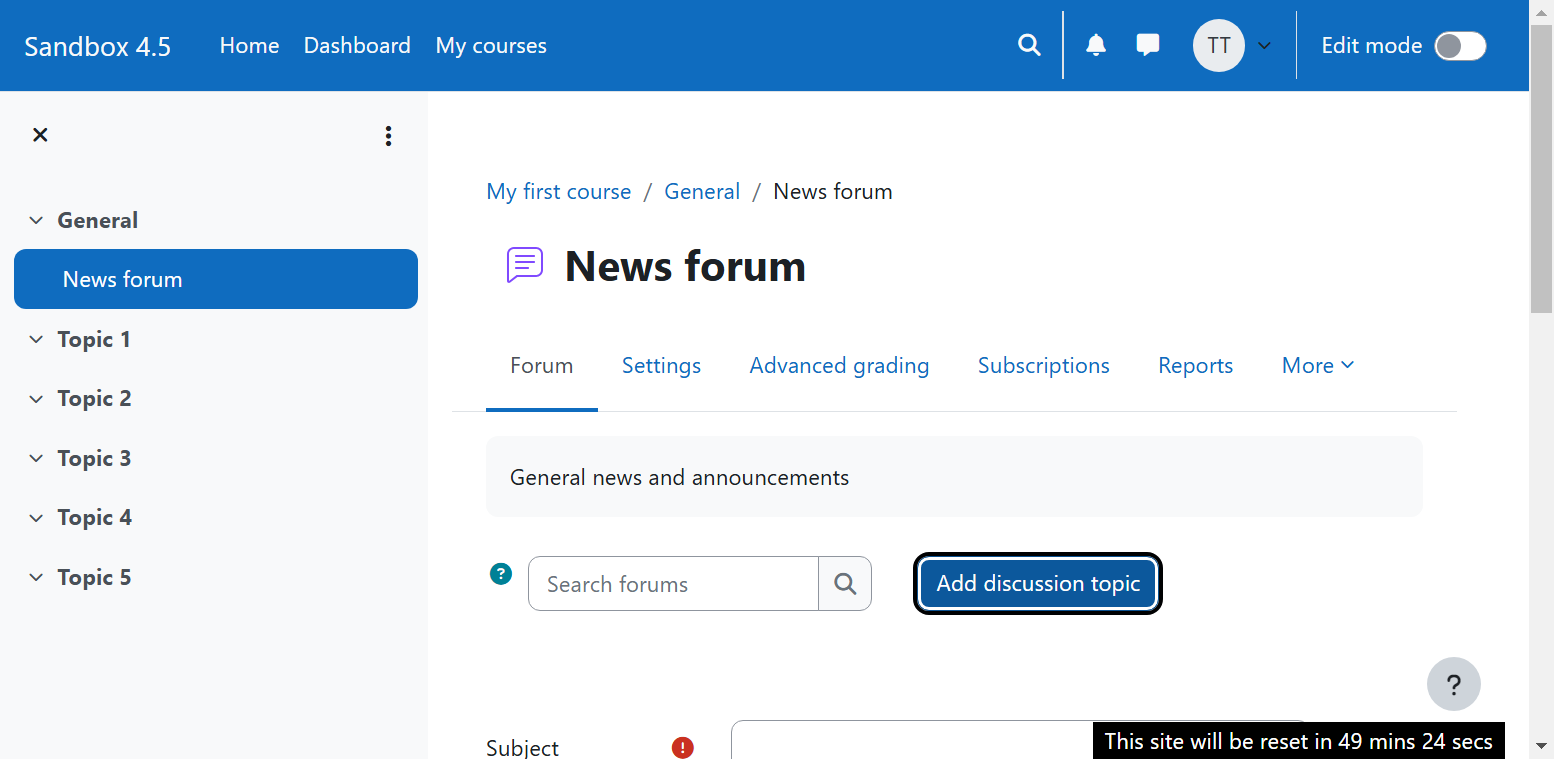 Sandbox 4.5 Home Dashboard My courses TT Edit mode
My first course / General / News forum
General
News forum
Topic 1
Topic 2
Topic 3
Topic 4
Topic 5
News forum
Forum Settings Advanced grading Subscriptions Reports More
General news and announcements
? Search forums Add discussion topic
?
Subject !
This site will be reset in 49 mins 24 secs